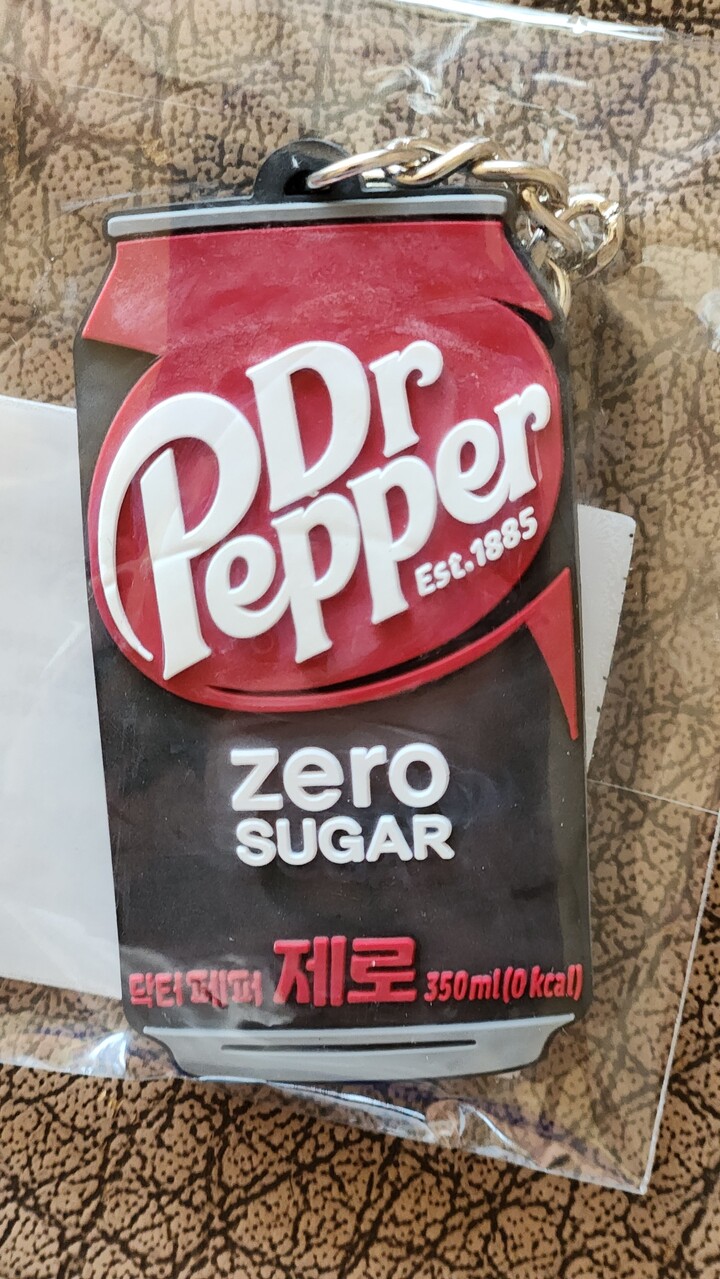 Dr
Pepper
Est.1885
zero
SUGAR
닥터페퍼 제로 350ml(0 kcal)